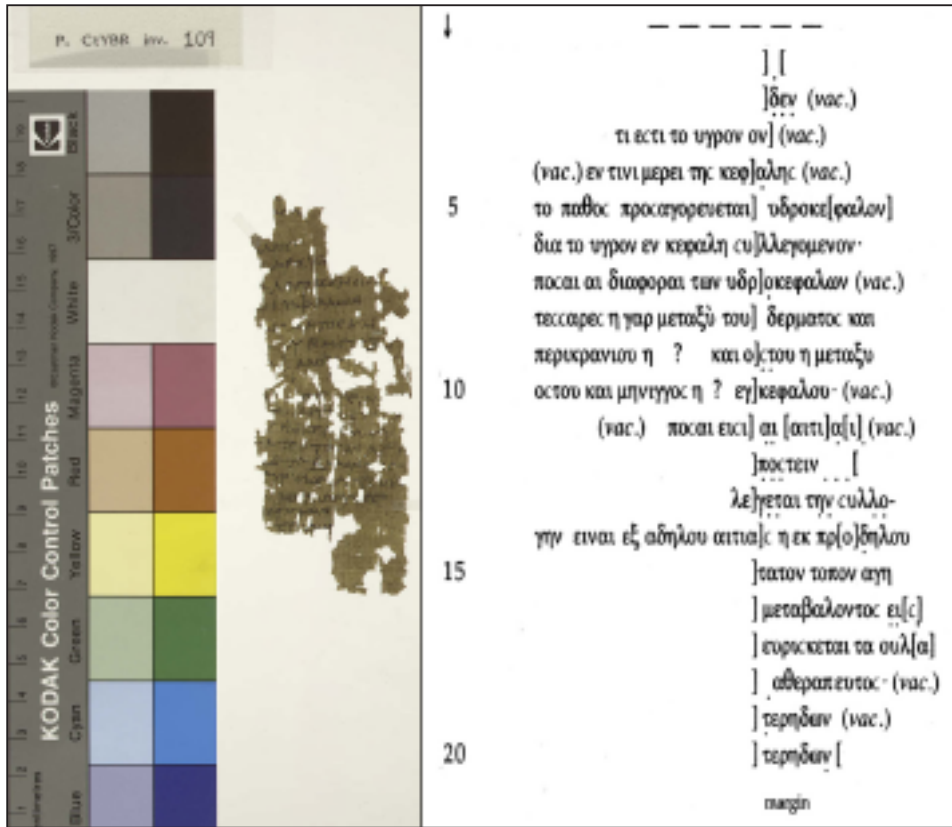 P. CtYBR inv. 109
KODAK Color Control Patches
Kodak
Black
3/Color
White
Magenta
Red
Yellow
Green
Cyan
Blue
↓ – – – – – – –
] [
]δεν (vac.)
τι εϲτι το υγρον ον] (vac.)
(vac.) εν τινι μερει τηϲ κεφ]αληϲ (vac.)
5 το παθοϲ προϲαγορευεται] υδροκε[φαλον]
δια το υγρον εν κεφαλη ϲυ]λλεγομενον·
ποϲαι αι διαφοραι των υδρ]οκεφαλων (vac.)
τεϲϲαρεϲ η γαρ μεταξὺ του] δερματοϲ και
περικρανιου η ? και ο]ϲτου η μεταξυ
10 οϲτου και μηνιγγοϲ η ? εγ]κεφαλου· (vac.)
(vac.) ποϲαι ειϲι] αι [αιτι]α[ι] (vac.)
]ποϲτειν [
λε]γεται την ϲυλλο-
γην ειναι εξ αδηλου αιτια]ϲ η εκ πρ[ο]δηλου
15 ]τατον τοπον αγη
] μεταβαλοντοϲ ει[ϲ]
] ευριϲκεται τα ουλ[α]
] αθεραπευτοϲ· (vac.)
] τερηδων (vac.)
20 ] τερηδων [
margin